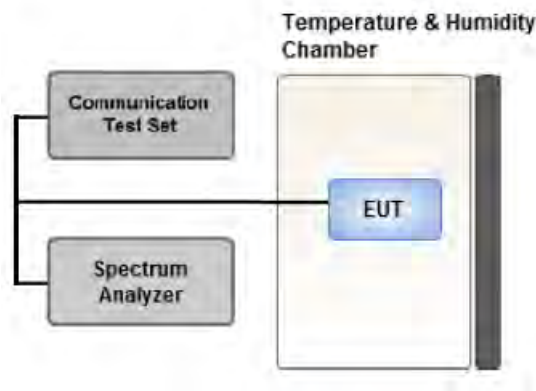 Temperature & Humidity
Chamber
Communication
Test Set
EUT
Spectrum
Analyzer